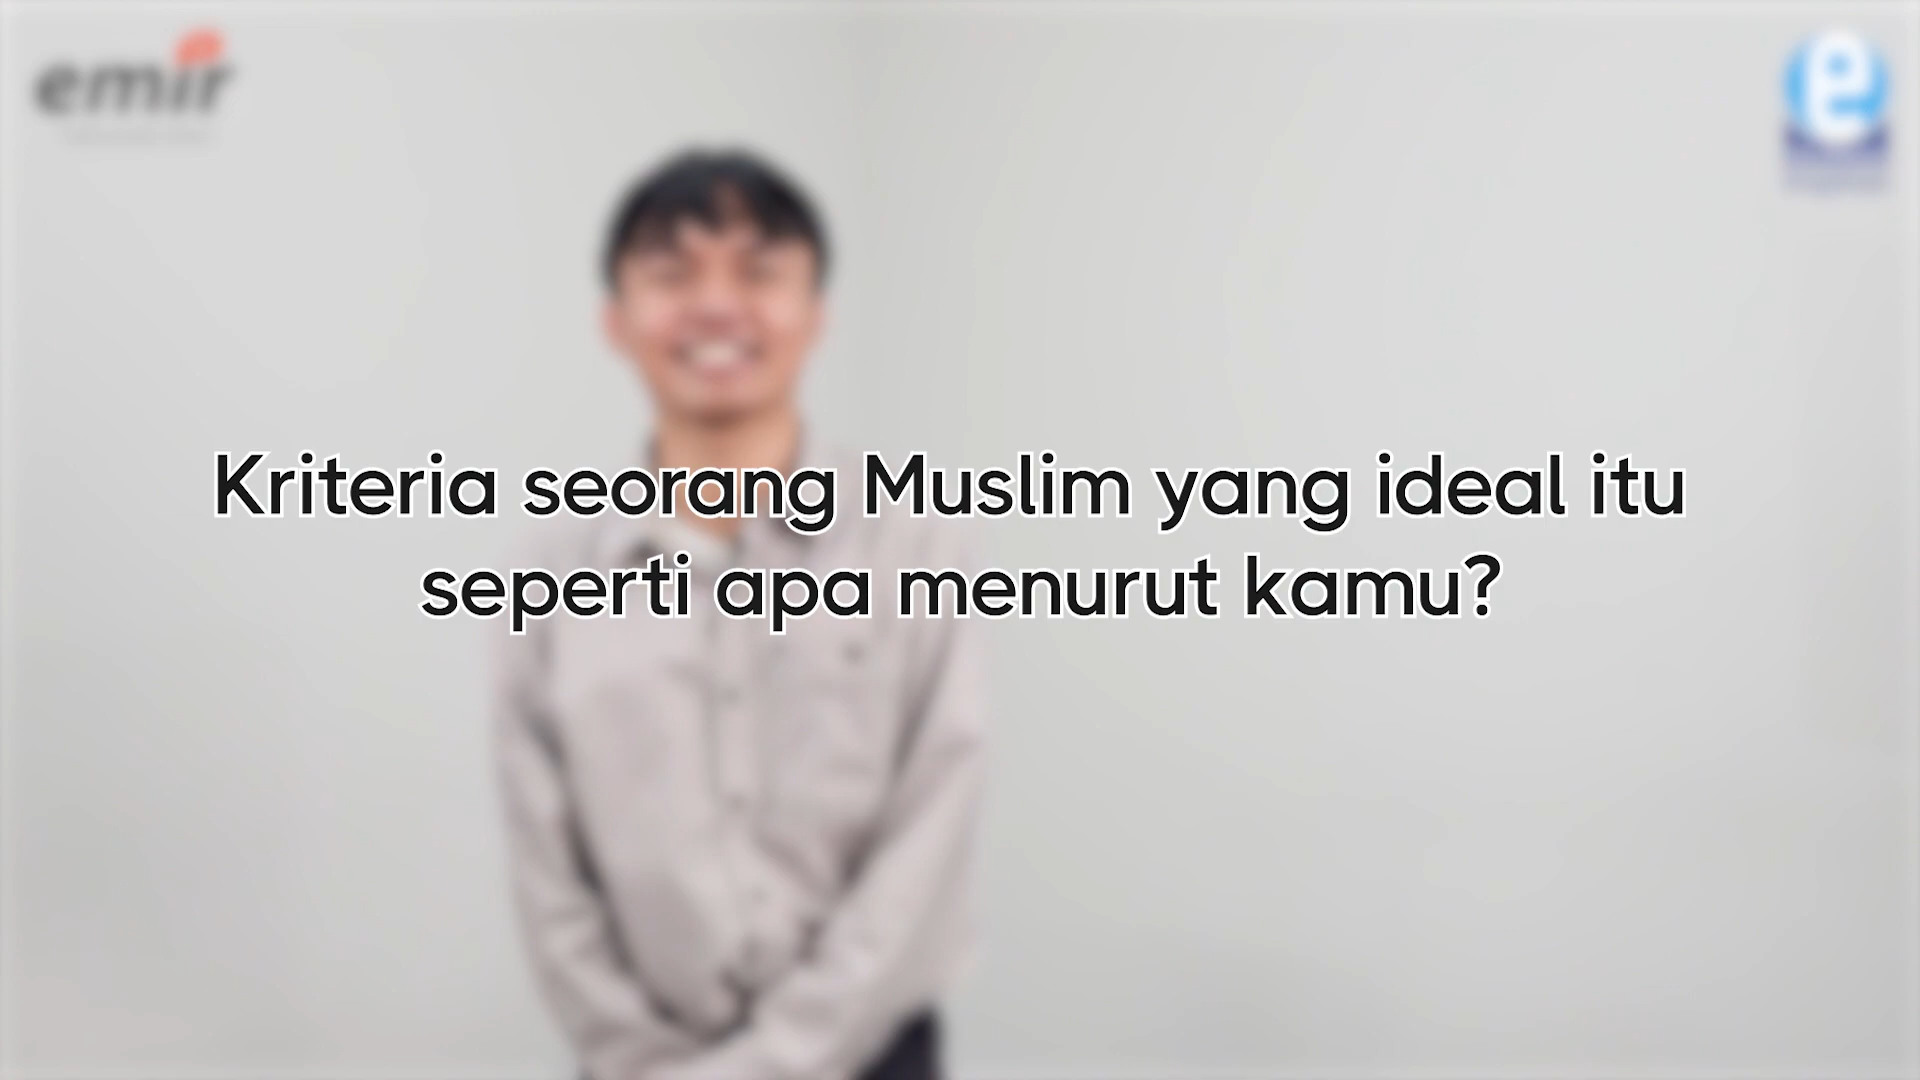 emir
e
Kriteria seorang Muslim yang ideal itu
seperti apa menurut kamu?